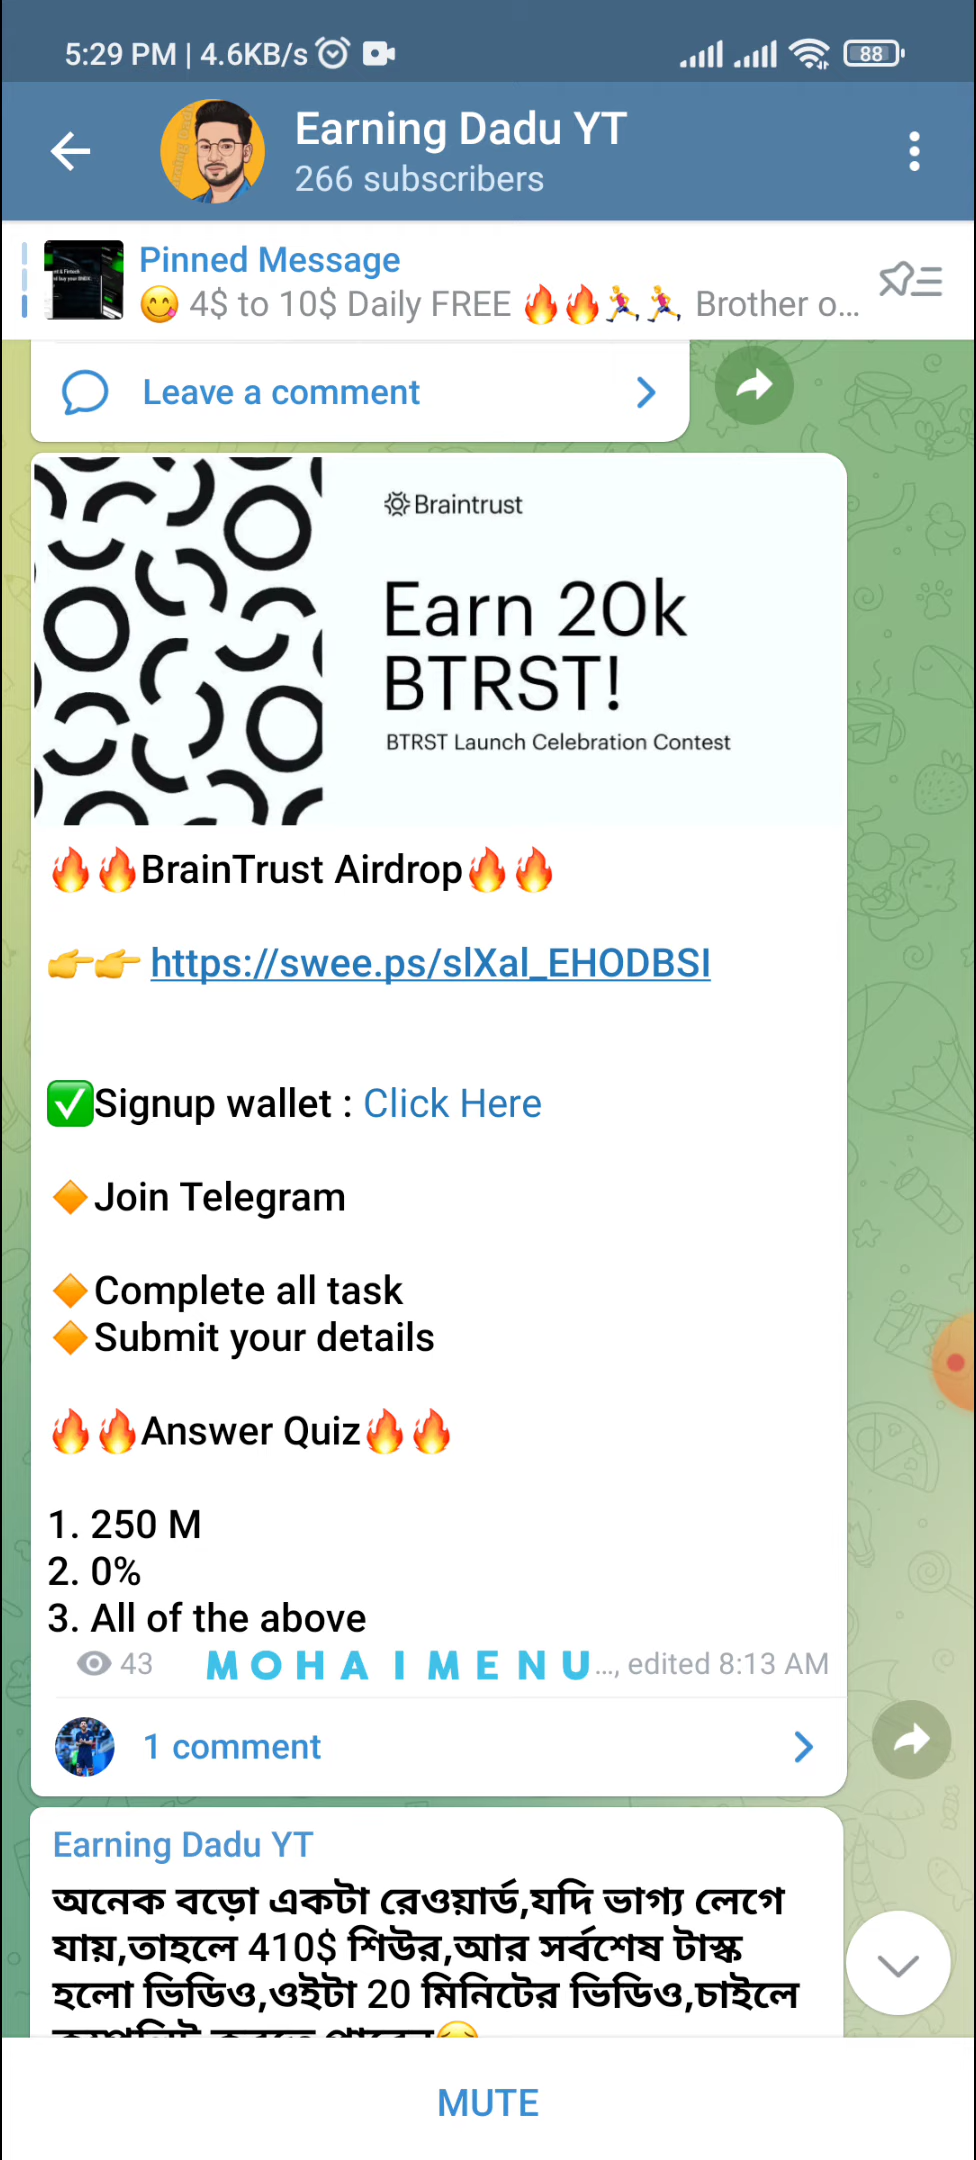 5:29 PM | 4.6KB/s
88
Earning Dadu YT
266 subscribers
Pinned Message
😋 4$ to 10$ Daily FREE 🔥🔥🏃‍♀️🏃‍♀️ Brother o...
Leave a comment
Braintrust
Earn 20k
BTRST!
BTRST Launch Celebration Contest
🔥🔥BrainTrust Airdrop🔥🔥
👉👉 https://swee.ps/slXal_EHODBSI
✅Signup wallet : Click Here
🔸Join Telegram
🔸Complete all task
🔸Submit your details
🔥🔥Answer Quiz🔥🔥
1. 250 M
2. 0%
3. All of the above
43 M O H A I M E N U..., edited 8:13 AM
1 comment
Earning Dadu YT
অনেক বড়ো একটা রেওয়ার্ড,যদি ভাগ্য লেগে
যায়,তাহলে 410$ শিউর,আর সর্বশেষ টাস্ক
হলো ভিডিও,ওইটা 20 মিনিটের ভিডিও,চাইলে
MUTE